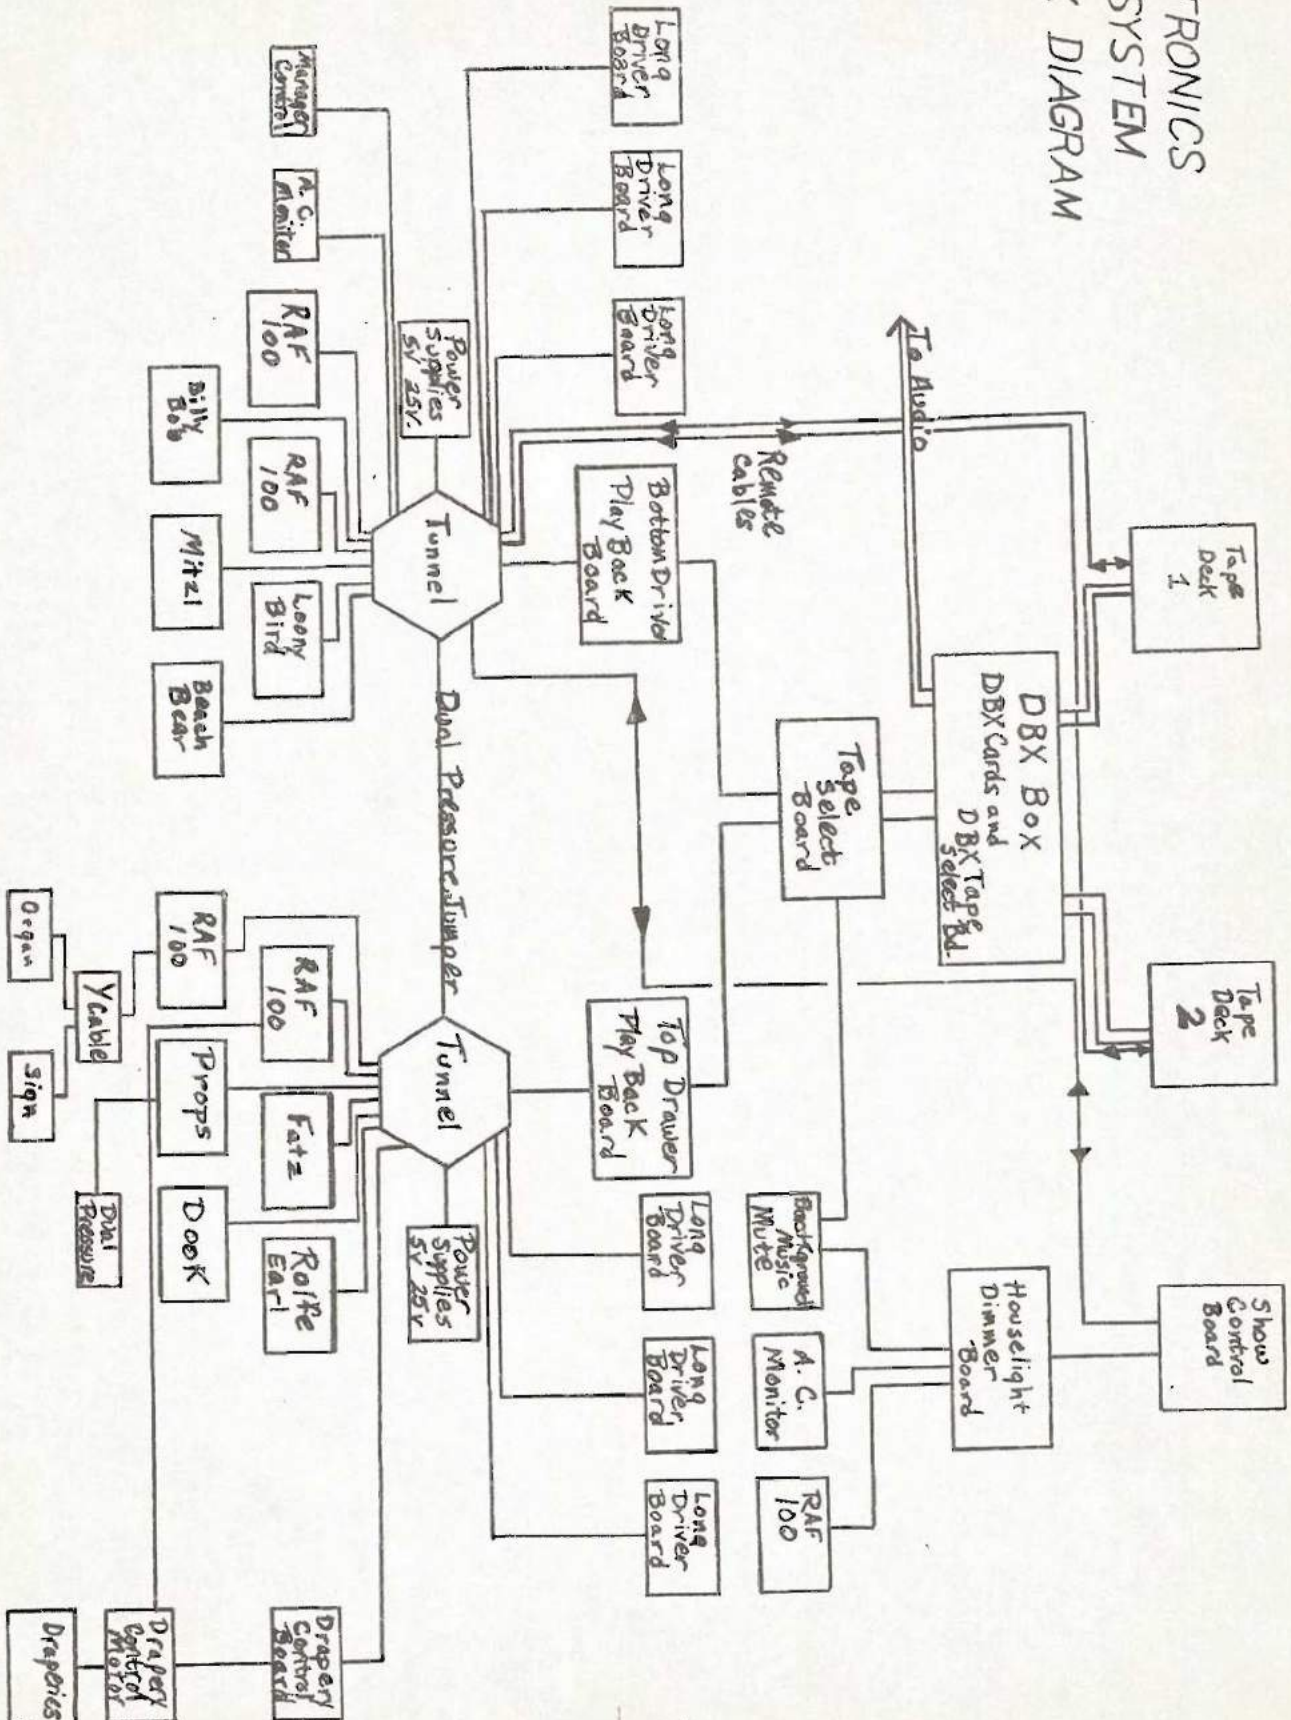 TRONICS
SYSTEM
DIAGRAM
Tape
Deck
1
Tape
Deck
2
Show
Control
Board
DBX Box
DBX Cards and
DBX Tape
Select Bd.
To Audio
Houselight
Dimmer
Board
Remote
Cables
Tape
Select
Board
Background
Music
Mute
A. C.
Monitor
RAF
100
Long
Driver
Board
Long
Driver
Board
Long
Driver
Board
Bottom Driver
Play Back
Board
Top Drawer
Play Back
Board
Long
Driver
Board
Long
Driver
Board
Long
Driver
Board
Power
Supplies
5V 25V.
Tunnel
Dual Pressure Jumper
Tunnel
Power
Supplies
5V 25V
Manager
Control
A. C.
Monitor
RAF
100
RAF
100
Loony
Bird
RAF
100
Fatz
Rolfe
Earl
Drapery
Control
Board
Billy
Bob
Mitzi
Beach
Bear
RAF
100
Props
Dook
Drapery
Control
Motor
Y Cable
Dual
Pressure
Organ
Sign
Draperies